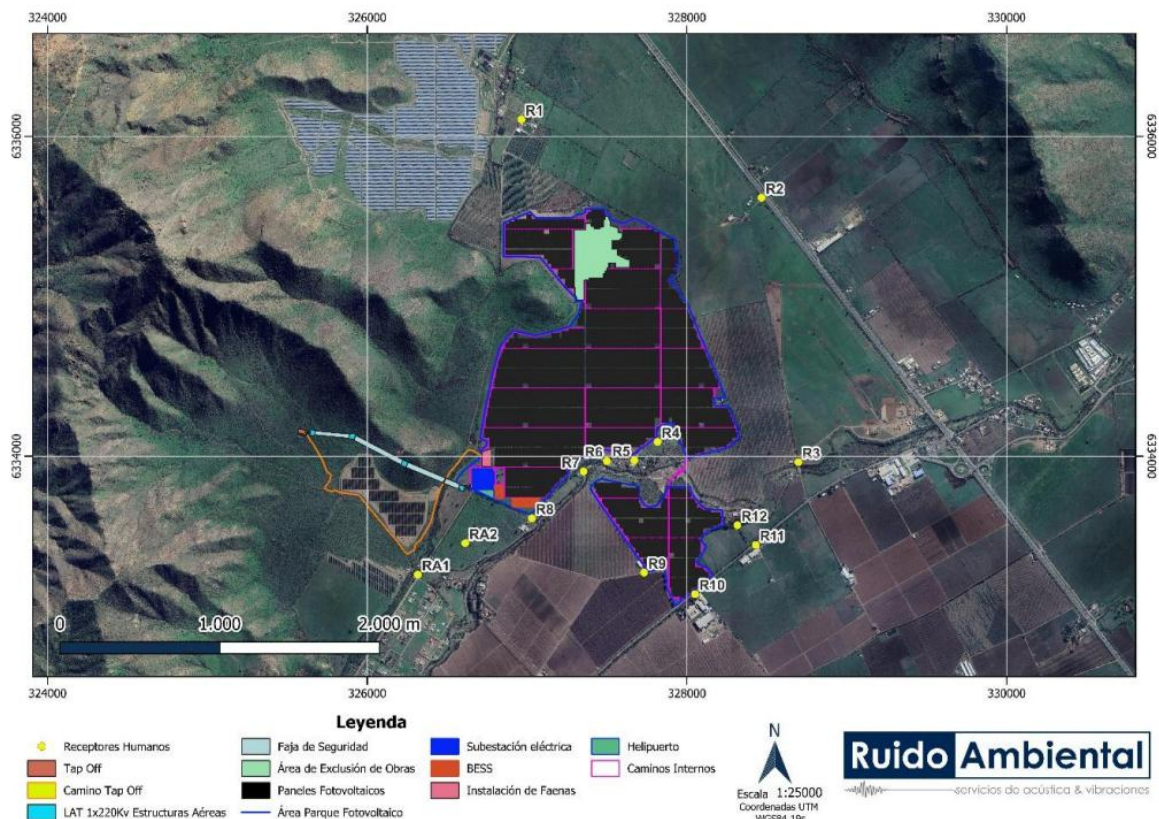 324000 326000 328000 330000
R1
6336000 6336000
R2
R4
6334000 R6 R5 R3 6334000
R7
R8
R12
RA2 R11
RA1 R9
R10
0 1.000 2.000 m
324000 326000 328000 330000
Leyenda
Receptores Humanos
Tap Off
Camino Tap Off
LAT 1x220Kv Estructuras Aéreas
Faja de Seguridad
Área de Exclusión de Obras
Paneles Fotovoltaicos
Área Parque Fotovoltaico
Subestación eléctrica
BESS
Instalación de Faenas
Helipuerto
Caminos Internos
N
Escala 1:25000
Coordenadas UTM
WGS84 19s
Ruido Ambiental
servicios de acústica & vibraciones